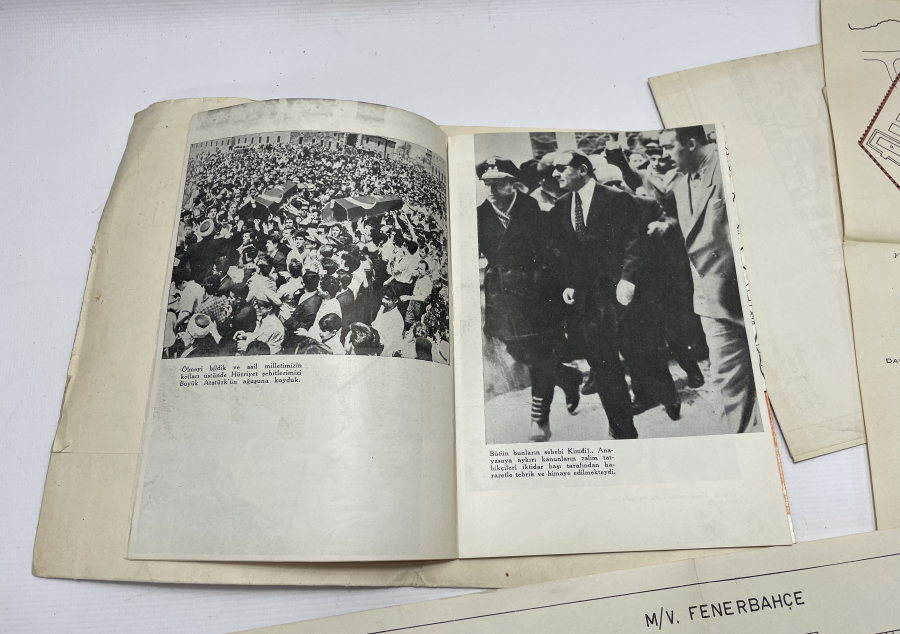 Ölmeyi bildik ve asil milletimizin
kolları üstünde Hürriyet şehitlerimizi
Büyük Atatürk'ün ağuşuna koyduk.
Bütün bunların sebebi Kimdi?.. Ana-
yasaya aykırı kanunların zalim tat-
bikçileri iktidar başı tarafından ha-
raretle tebrik ve himaye edilmekteydi.
DA
M/V. FENERBAHÇE